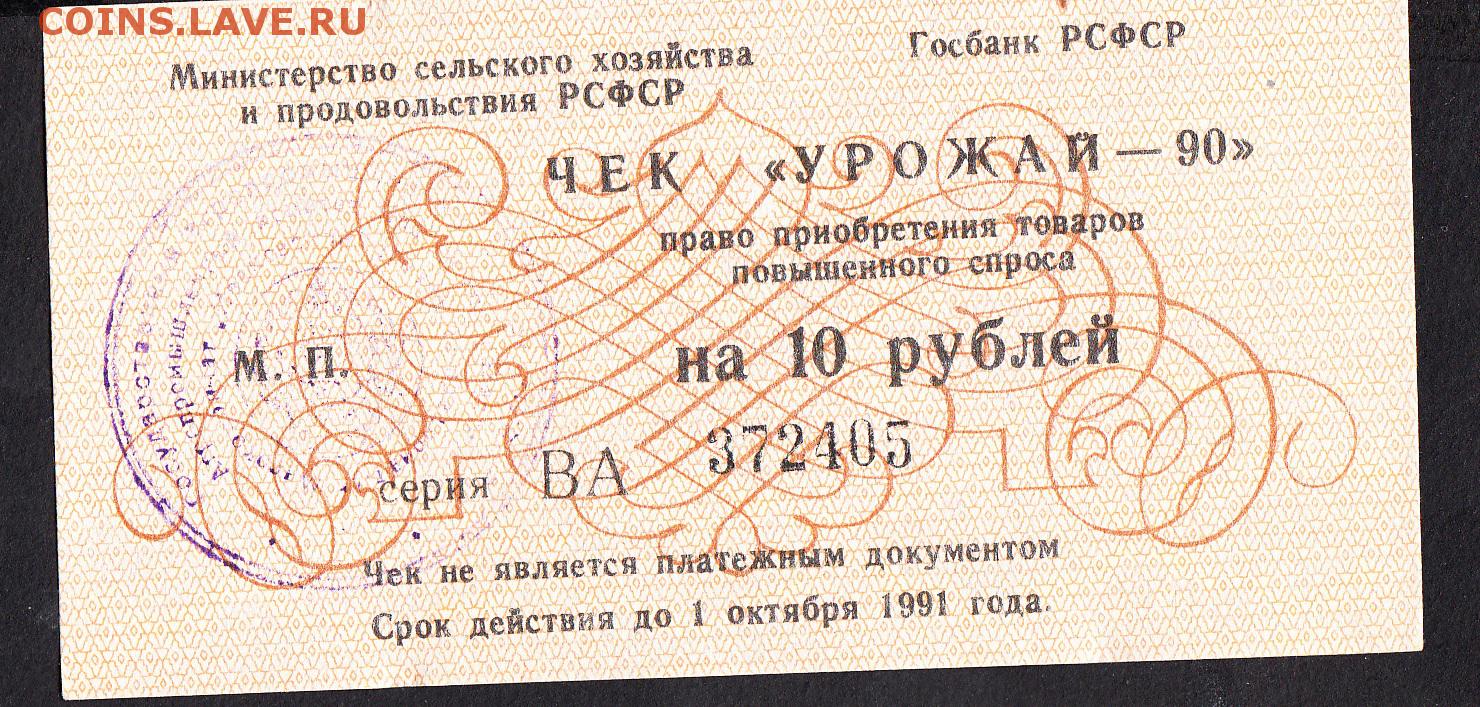 COINS.LAVE.RU
Министерство сельского хозяйства
и продовольствия РСФСР
Госбанк РСФСР
ЧЕК «УРОЖАЙ — 90»
право приобретения товаров
повышенного спроса
М. П.
на 10 рублей
серия ВА 372405
Чек не является платежным документом
Срок действия до 1 октября 1991 года.